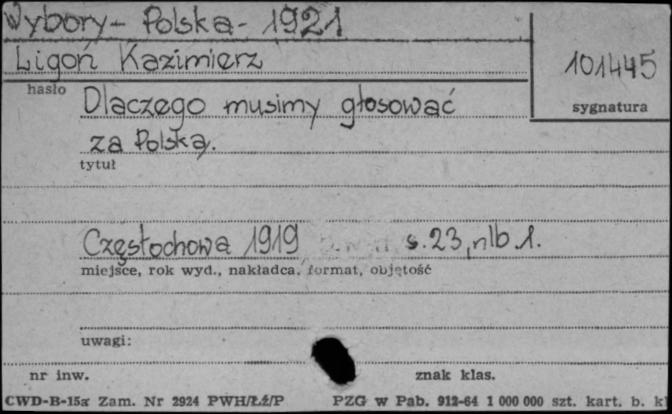 Wybory - Polska - 1921
Ligoń Kazimierz
101445
hasło
sygnatura
Dlaczego musimy głosować
za Polską.
tytuł
Częstochowa 1919 s. 23, nlb 1.
miejsce, rok wyd., nakładca, format, objętość
uwagi:
nr inw. znak klas.
CWD-B-15a Zam. Nr 2924 PWH/Łź/P PZG w Pab. 912-64 1 000 000 szt. kart. b. k